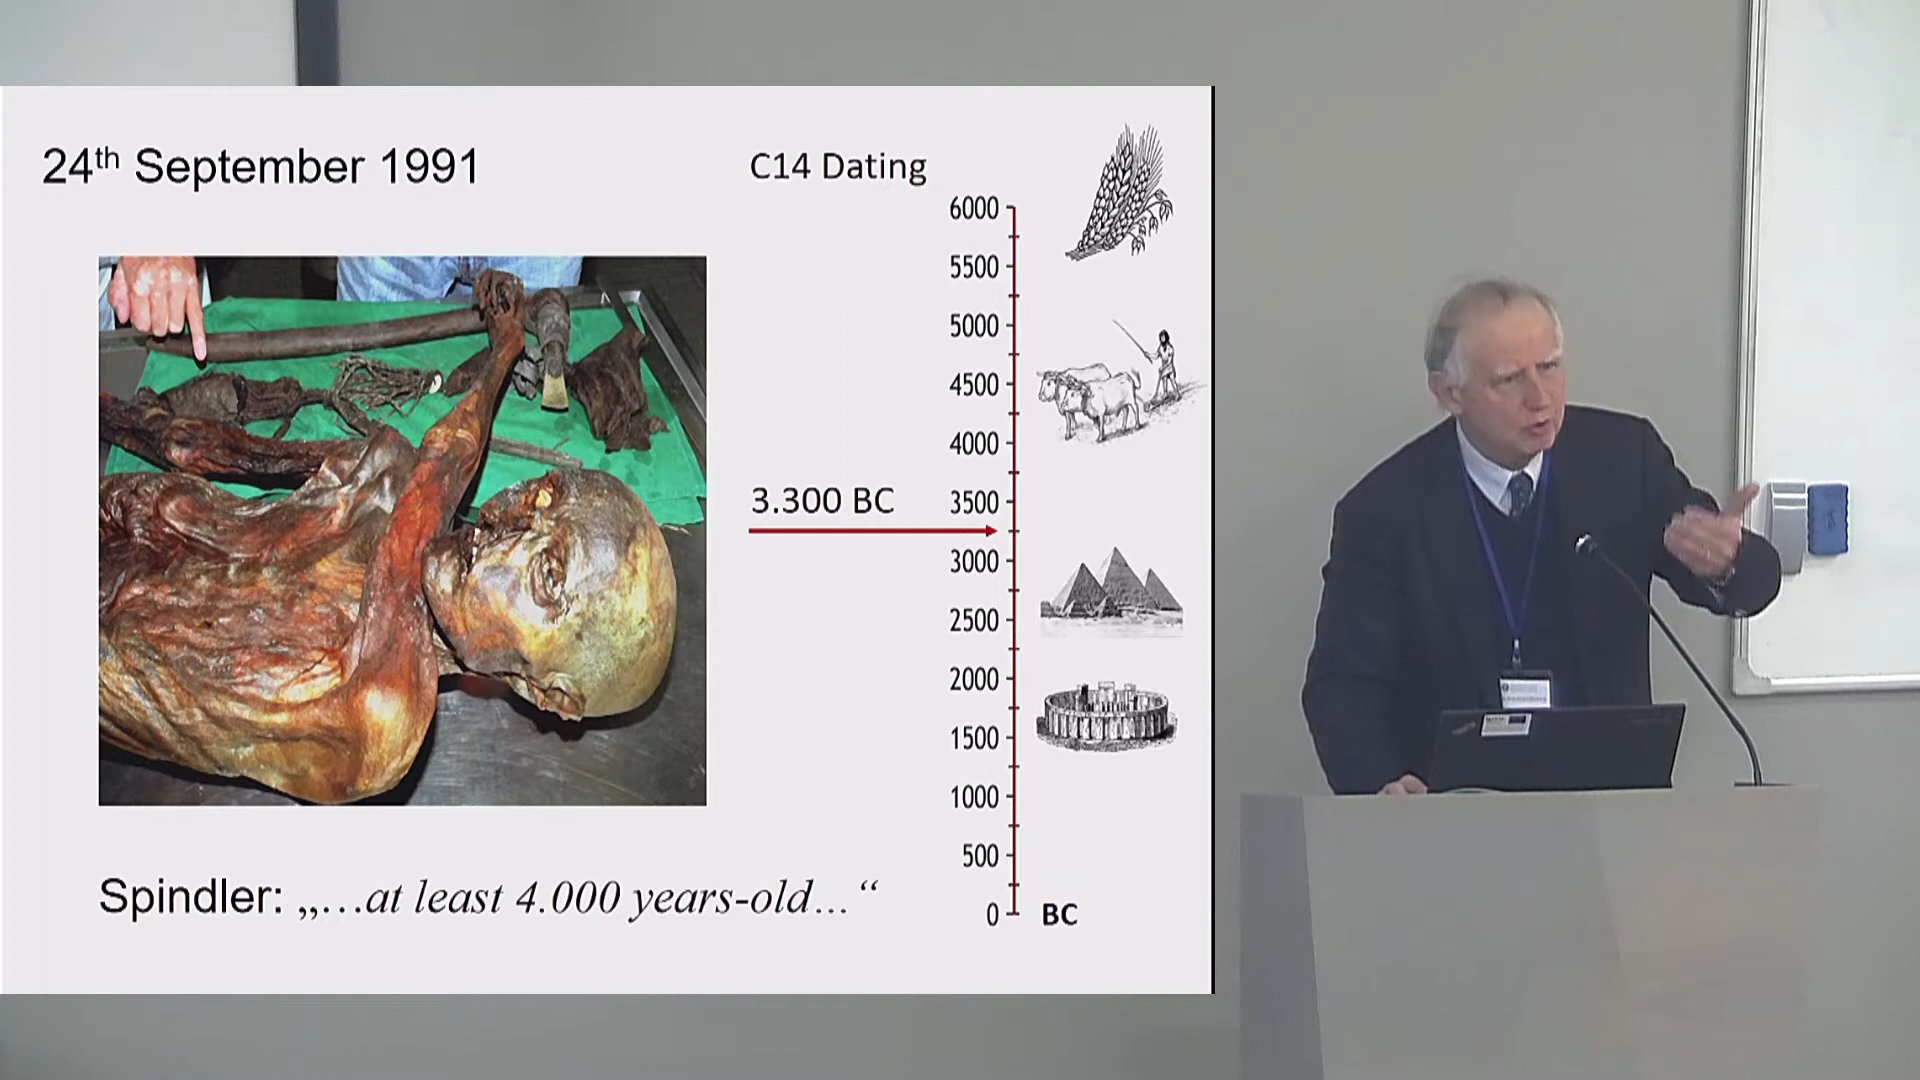 24th September 1991
C14 Dating
6000
5500
5000
4500
4000
3.300 BC
3500
3000
2500
2000
1500
1000
500
0
BC
Spindler: „…at least 4.000 years-old…“